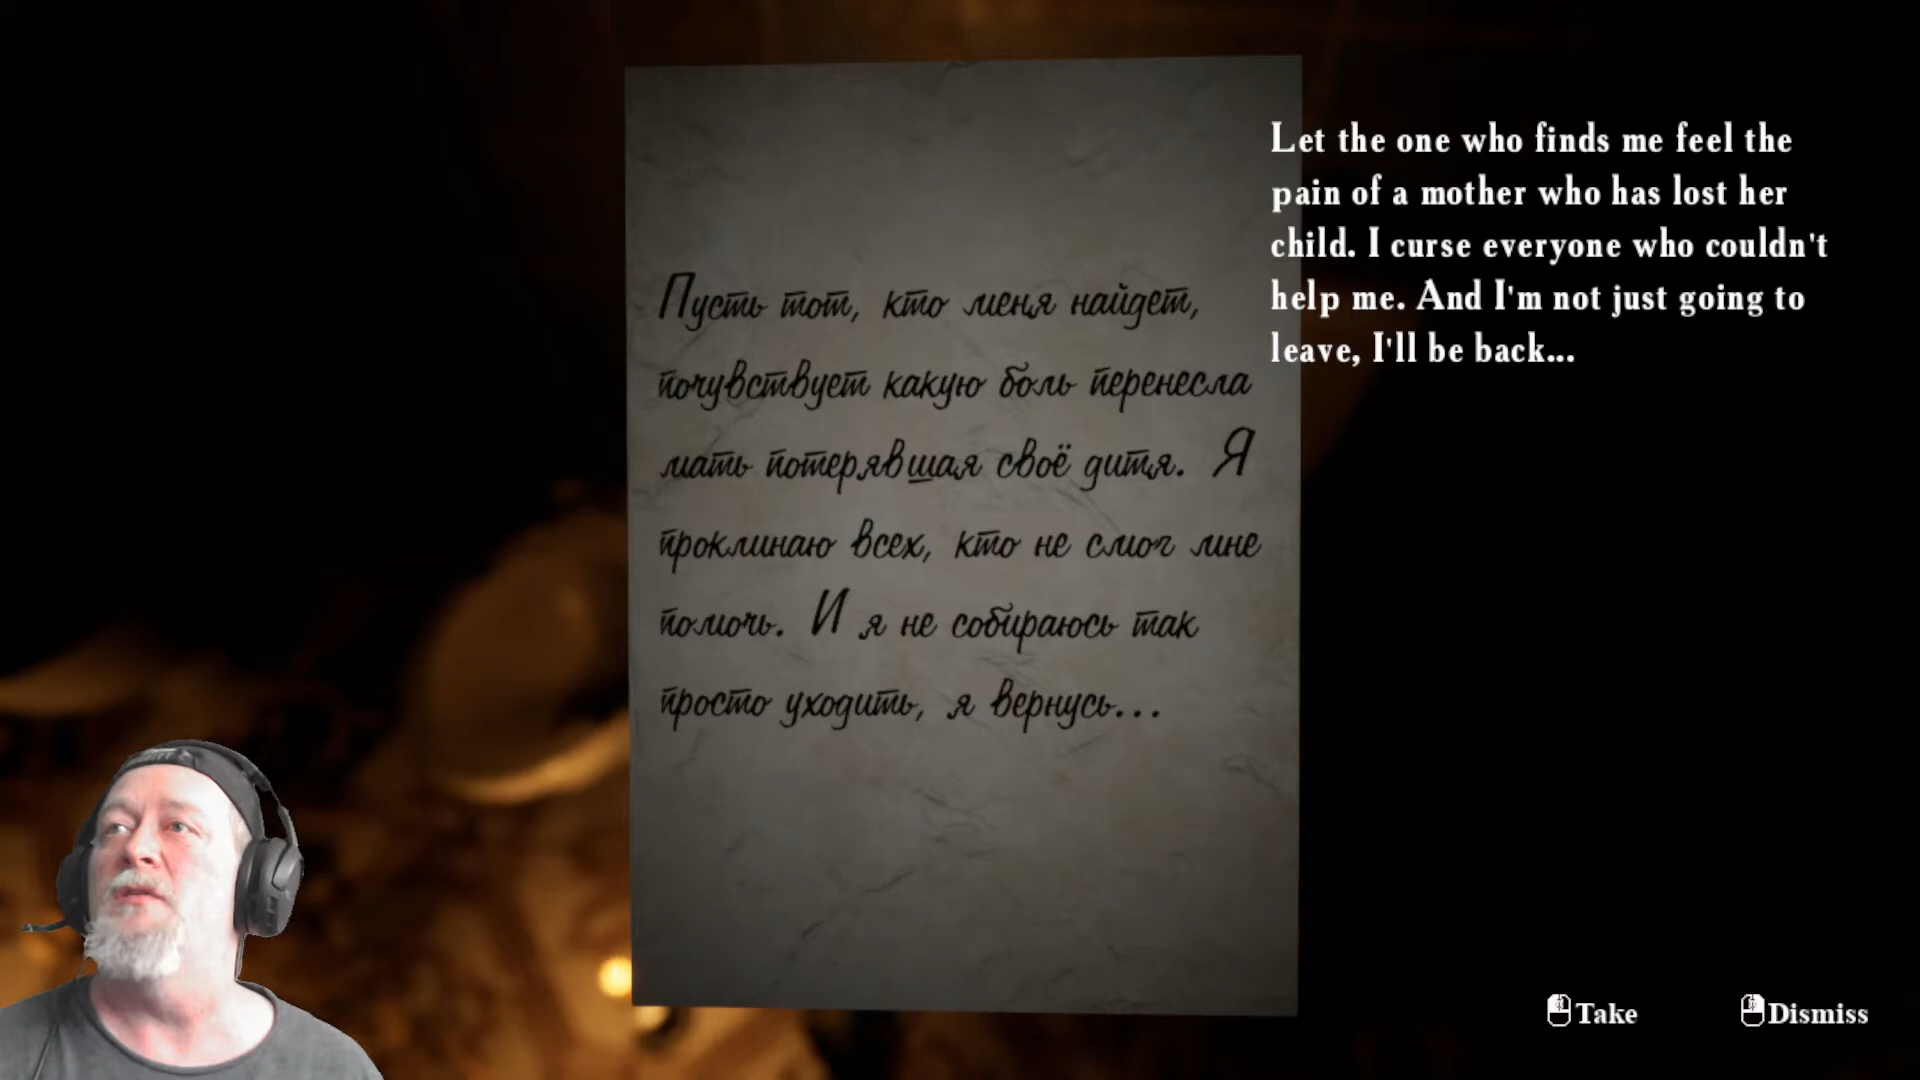 Пусть тот, кто меня найдет,
почувствует какую боль перенесла
мать потерявшая своё дитя. Я
проклинаю всех, кто не смог мне
помочь. И я не собираюсь так
просто уходить, я вернусь...
Let the one who finds me feel the
pain of a mother who has lost her
child. I curse everyone who couldn't
help me. And I'm not just going to
leave, I'll be back...
Take
Dismiss